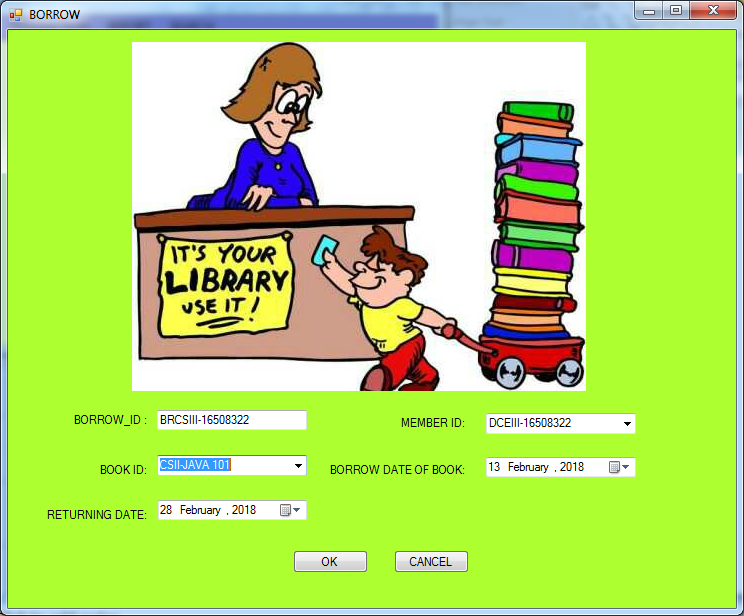 BORROW
IT'S YOUR
LIBRARY
USE IT!
BORROW_ID : BRCSIII-16508322 MEMBER ID: DCEIII-16508322
BOOK ID: CSII-JAVA 101 BORROW DATE OF BOOK: 13 February , 2018
RETURNING DATE: 28 February , 2018
OK CANCEL